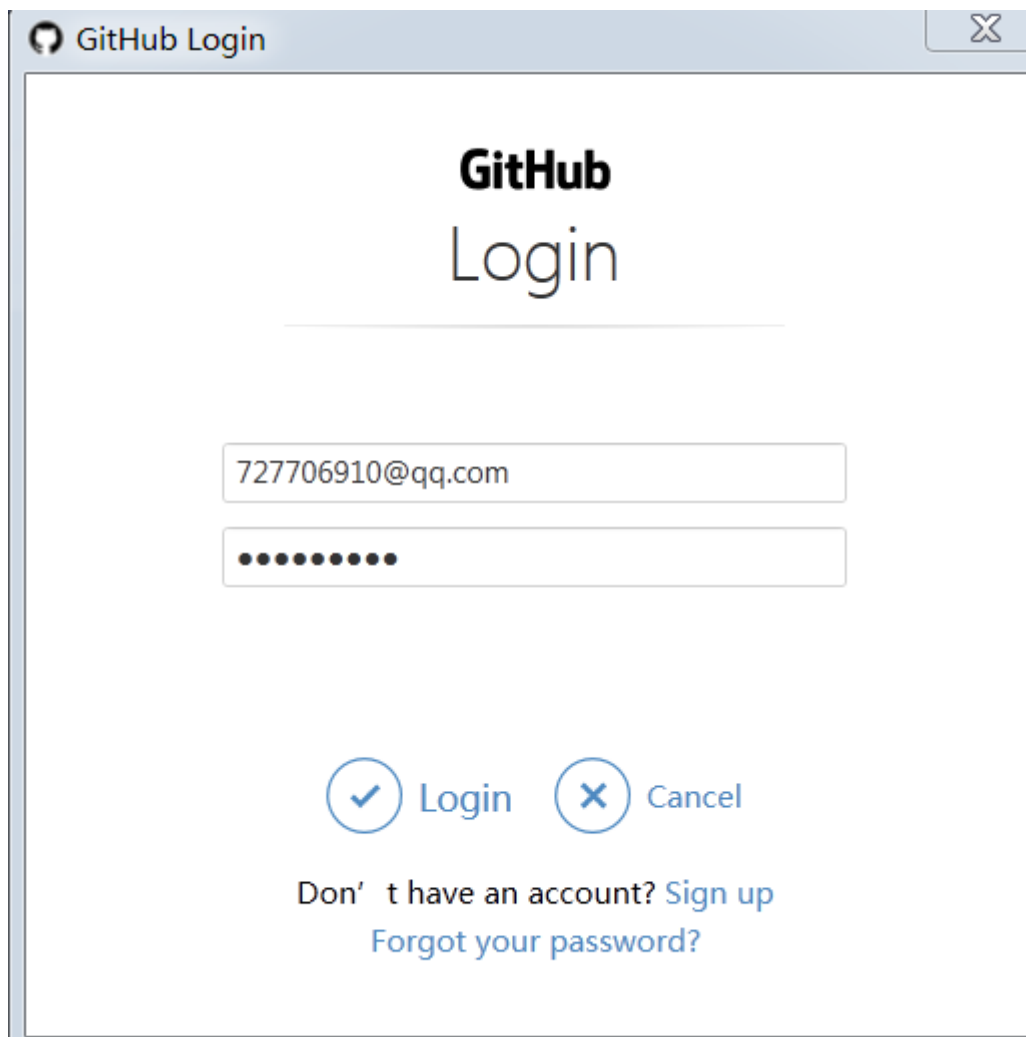 GitHub Login
GitHub
Login
727706910@qq.com
●●●●●●●●●
Login Cancel
Don’ t have an account? Sign up
Forgot your password?